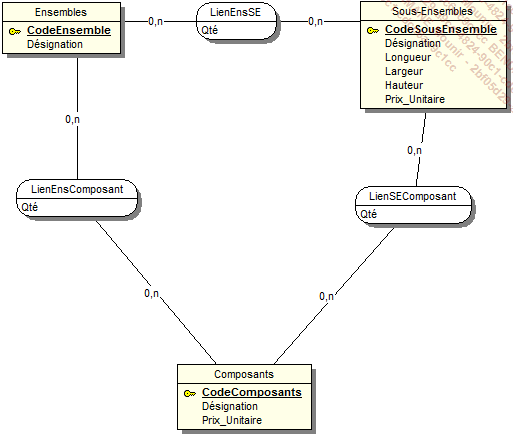 Ensembles
CodeEnsemble
Désignation
0,n
LienEnsSE
Qté
0,n
Sous-Ensembles
CodeSousEnsemble
Désignation
Longueur
Largeur
Hauteur
Prix_Unitaire
0,n
0,n
LienEnsComposant
Qté
LienSEComposant
Qté
0,n
0,n
Composants
CodeComposants
Désignation
Prix_Unitaire